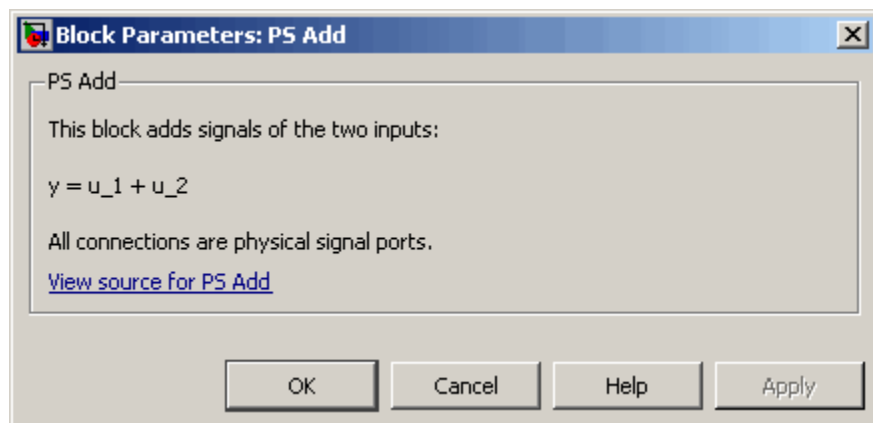 Block Parameters: PS Add
PS Add
This block adds signals of the two inputs:
y = u_1 + u_2
All connections are physical signal ports.
View source for PS Add
OK Cancel Help Apply